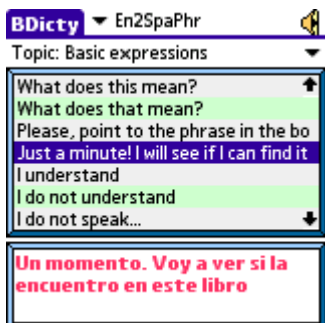 BDicty En2SpaPhr
Topic: Basic expressions
What does this mean?
What does that mean?
Please, point to the phrase in the bo
Just a minute! I will see if I can find it
I understand
I do not understand
I do not speak...
Un momento. Voy a ver si la
encuentro en este libro